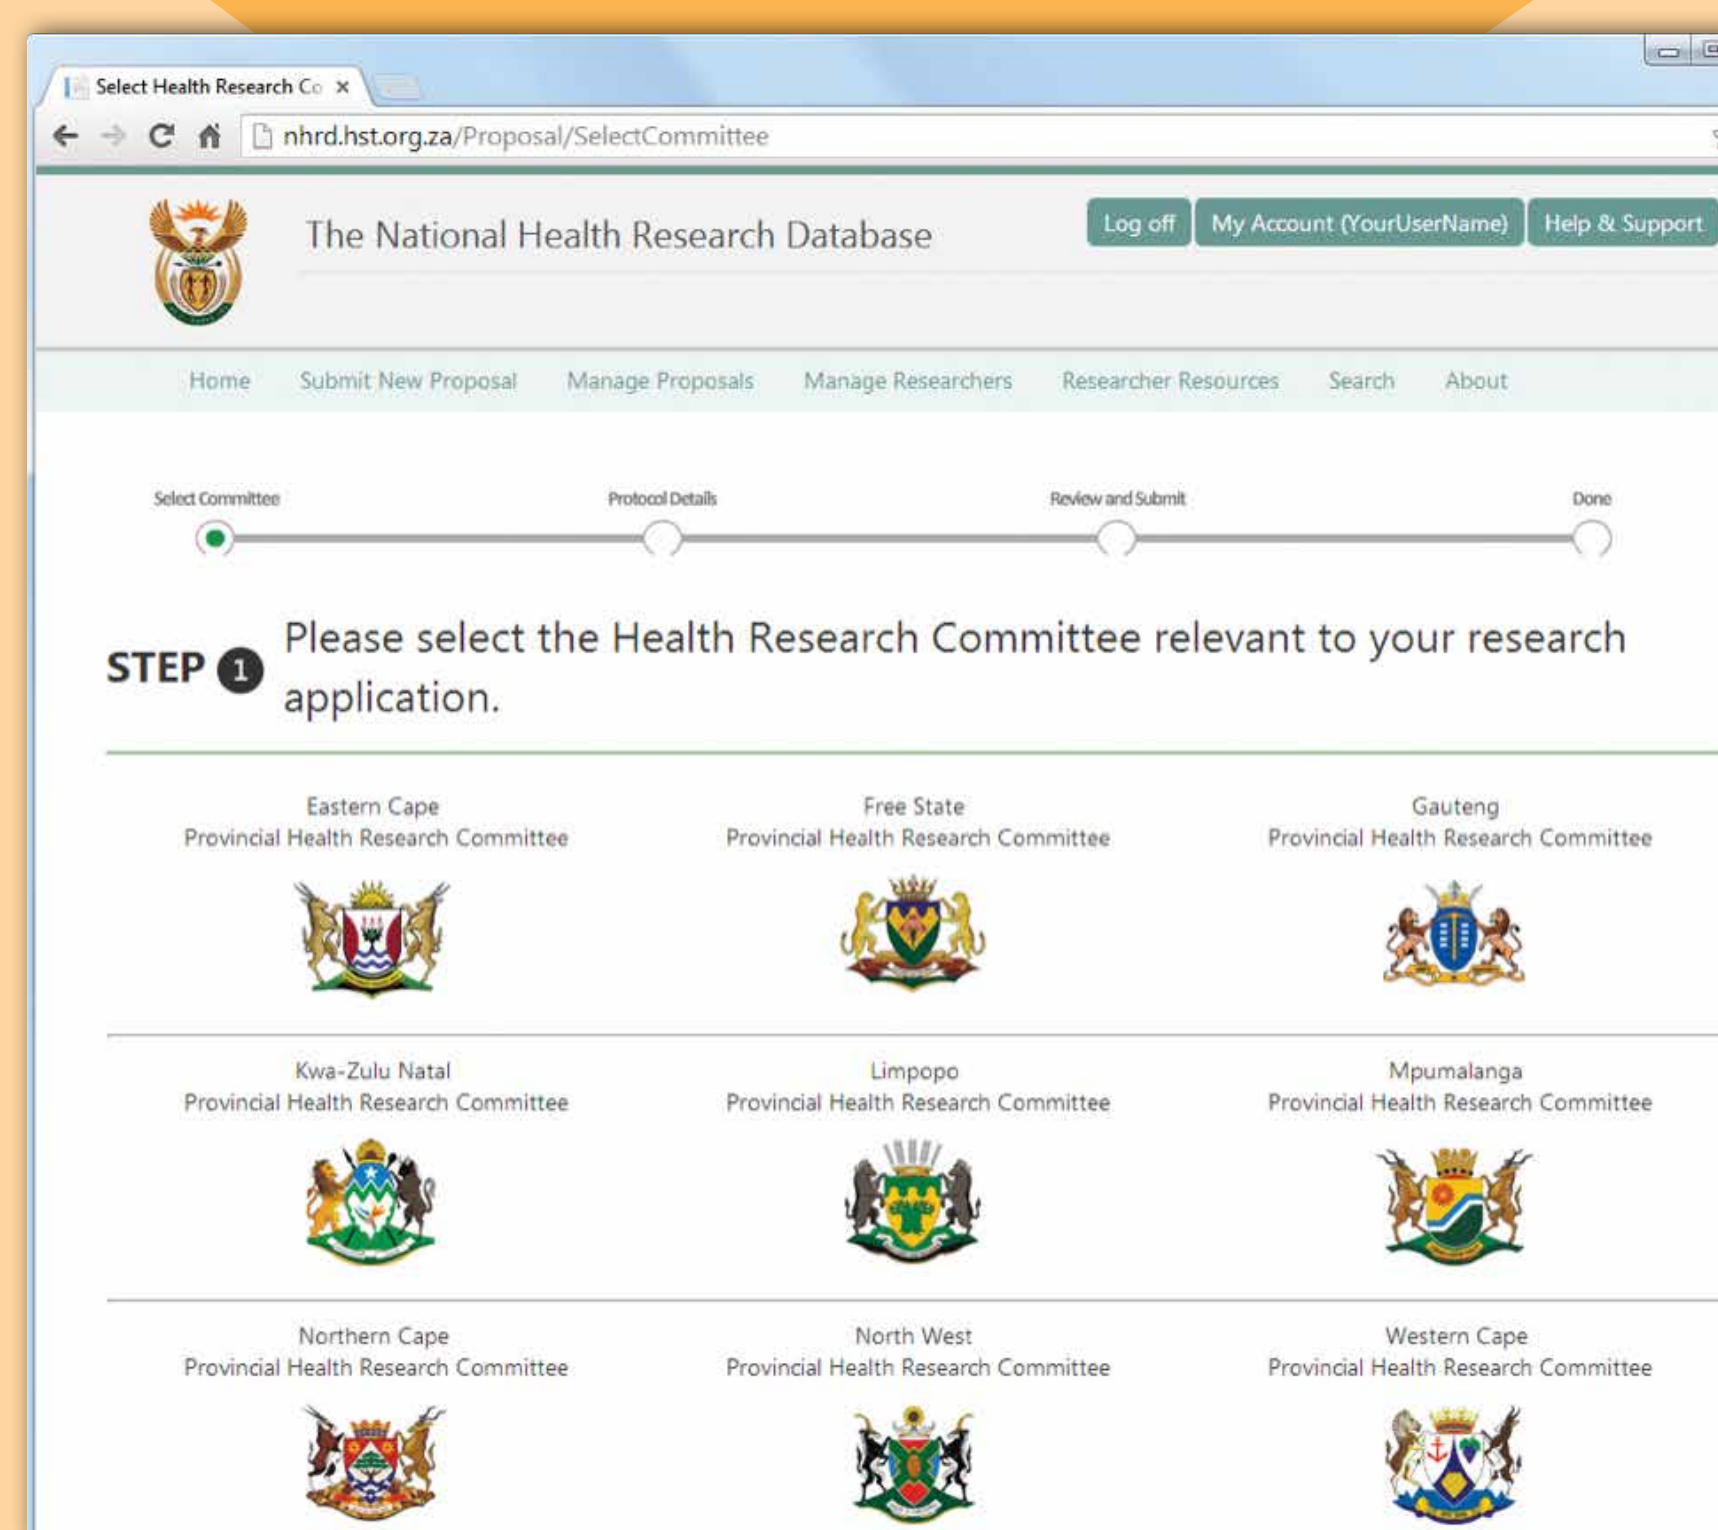 Select Health Research Co
nhrd.hst.org.za/Proposal/SelectCommittee
The National Health Research Database
Log off
My Account (YourUserName)
Help & Support
Home
Submit New Proposal
Manage Proposals
Manage Researchers
Researcher Resources
Search
About
Select Committee
Protocol Details
Review and Submit
Done
STEP 1
Please select the Health Research Committee relevant to your research
application.
Eastern Cape
Provincial Health Research Committee
Free State
Provincial Health Research Committee
Gauteng
Provincial Health Research Committee
Kwa-Zulu Natal
Provincial Health Research Committee
Limpopo
Provincial Health Research Committee
Mpumalanga
Provincial Health Research Committee
Northern Cape
Provincial Health Research Committee
North West
Provincial Health Research Committee
Western Cape
Provincial Health Research Committee